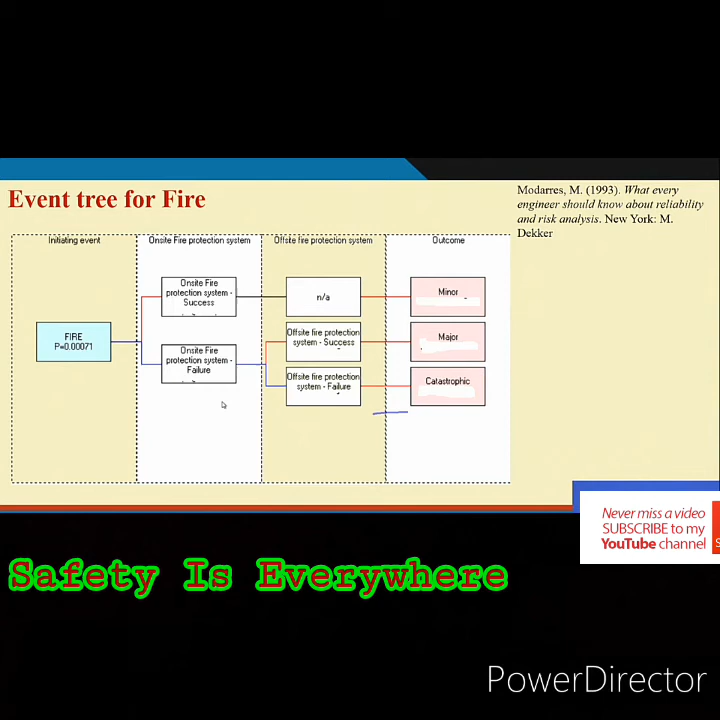 Event tree for Fire
Modarres, M. (1993). What every
engineer should know about reliability
and risk analysis. New York: M.
Dekker
Initiating event
Onsite Fire protection system
Offsite fire protection system
Outcome
FIRE
P=0.00071
Onsite Fire
protection system -
Success
Onsite Fire
protection system -
Failure
n/a
Offsite fire protection
system - Success
Offsite fire protection
system - Failure
Minor
Major
Catastrophic
Never miss a video
SUBSCRIBE to my
YouTube channel
S
Safety Is Everywhere
PowerDirector